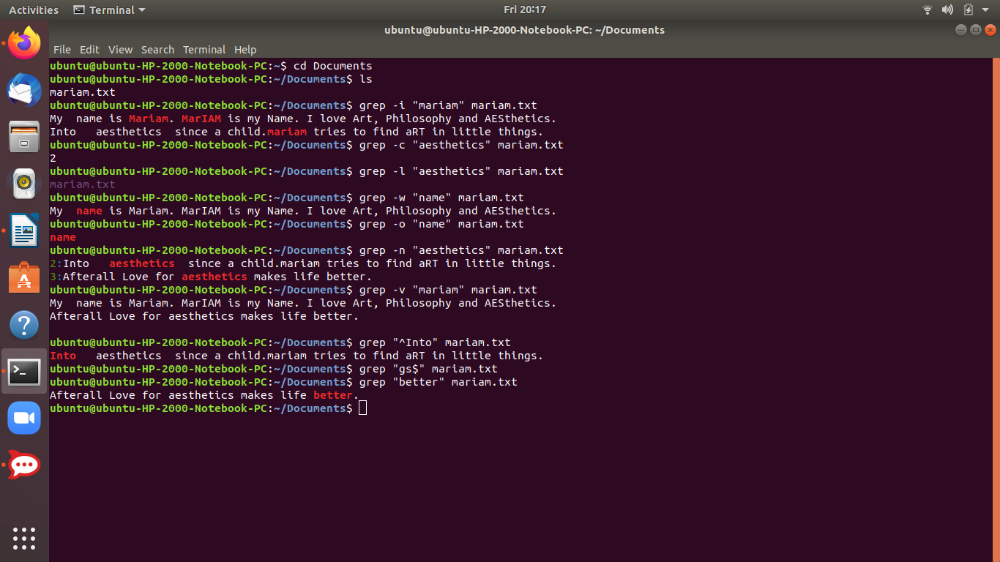 Activities Terminal Fri 20:17
ubuntu@ubuntu-HP-2000-Notebook-PC: ~/Documents
File Edit View Search Terminal Help
ubuntu@ubuntu-HP-2000-Notebook-PC:~$ cd Documents
ubuntu@ubuntu-HP-2000-Notebook-PC:~/Documents$ ls
mariam.txt
ubuntu@ubuntu-HP-2000-Notebook-PC:~/Documents$ grep -i "mariam" mariam.txt
My  name is Mariam. MarIAM is my Name. I love Art, Philosophy and AESthetics.
Into   aesthetics  since a child.mariam tries to find aRT in little things.
ubuntu@ubuntu-HP-2000-Notebook-PC:~/Documents$ grep -c "aesthetics" mariam.txt
2
ubuntu@ubuntu-HP-2000-Notebook-PC:~/Documents$ grep -l "aesthetics" mariam.txt
mariam.txt
ubuntu@ubuntu-HP-2000-Notebook-PC:~/Documents$ grep -w "name" mariam.txt
My  name is Mariam. MarIAM is my Name. I love Art, Philosophy and AESthetics.
ubuntu@ubuntu-HP-2000-Notebook-PC:~/Documents$ grep -o "name" mariam.txt
name
ubuntu@ubuntu-HP-2000-Notebook-PC:~/Documents$ grep -n "aesthetics" mariam.txt
2:Into   aesthetics  since a child.mariam tries to find aRT in little things.
3:Afterall Love for aesthetics makes life better.
ubuntu@ubuntu-HP-2000-Notebook-PC:~/Documents$ grep -v "mariam" mariam.txt
My  name is Mariam. MarIAM is my Name. I love Art, Philosophy and AESthetics.
Afterall Love for aesthetics makes life better.
ubuntu@ubuntu-HP-2000-Notebook-PC:~/Documents$ grep "^Into" mariam.txt
Into   aesthetics  since a child.mariam tries to find aRT in little things.
ubuntu@ubuntu-HP-2000-Notebook-PC:~/Documents$ grep "gs$" mariam.txt
ubuntu@ubuntu-HP-2000-Notebook-PC:~/Documents$ grep "better" mariam.txt
Afterall Love for aesthetics makes life better.
ubuntu@ubuntu-HP-2000-Notebook-PC:~/Documents$